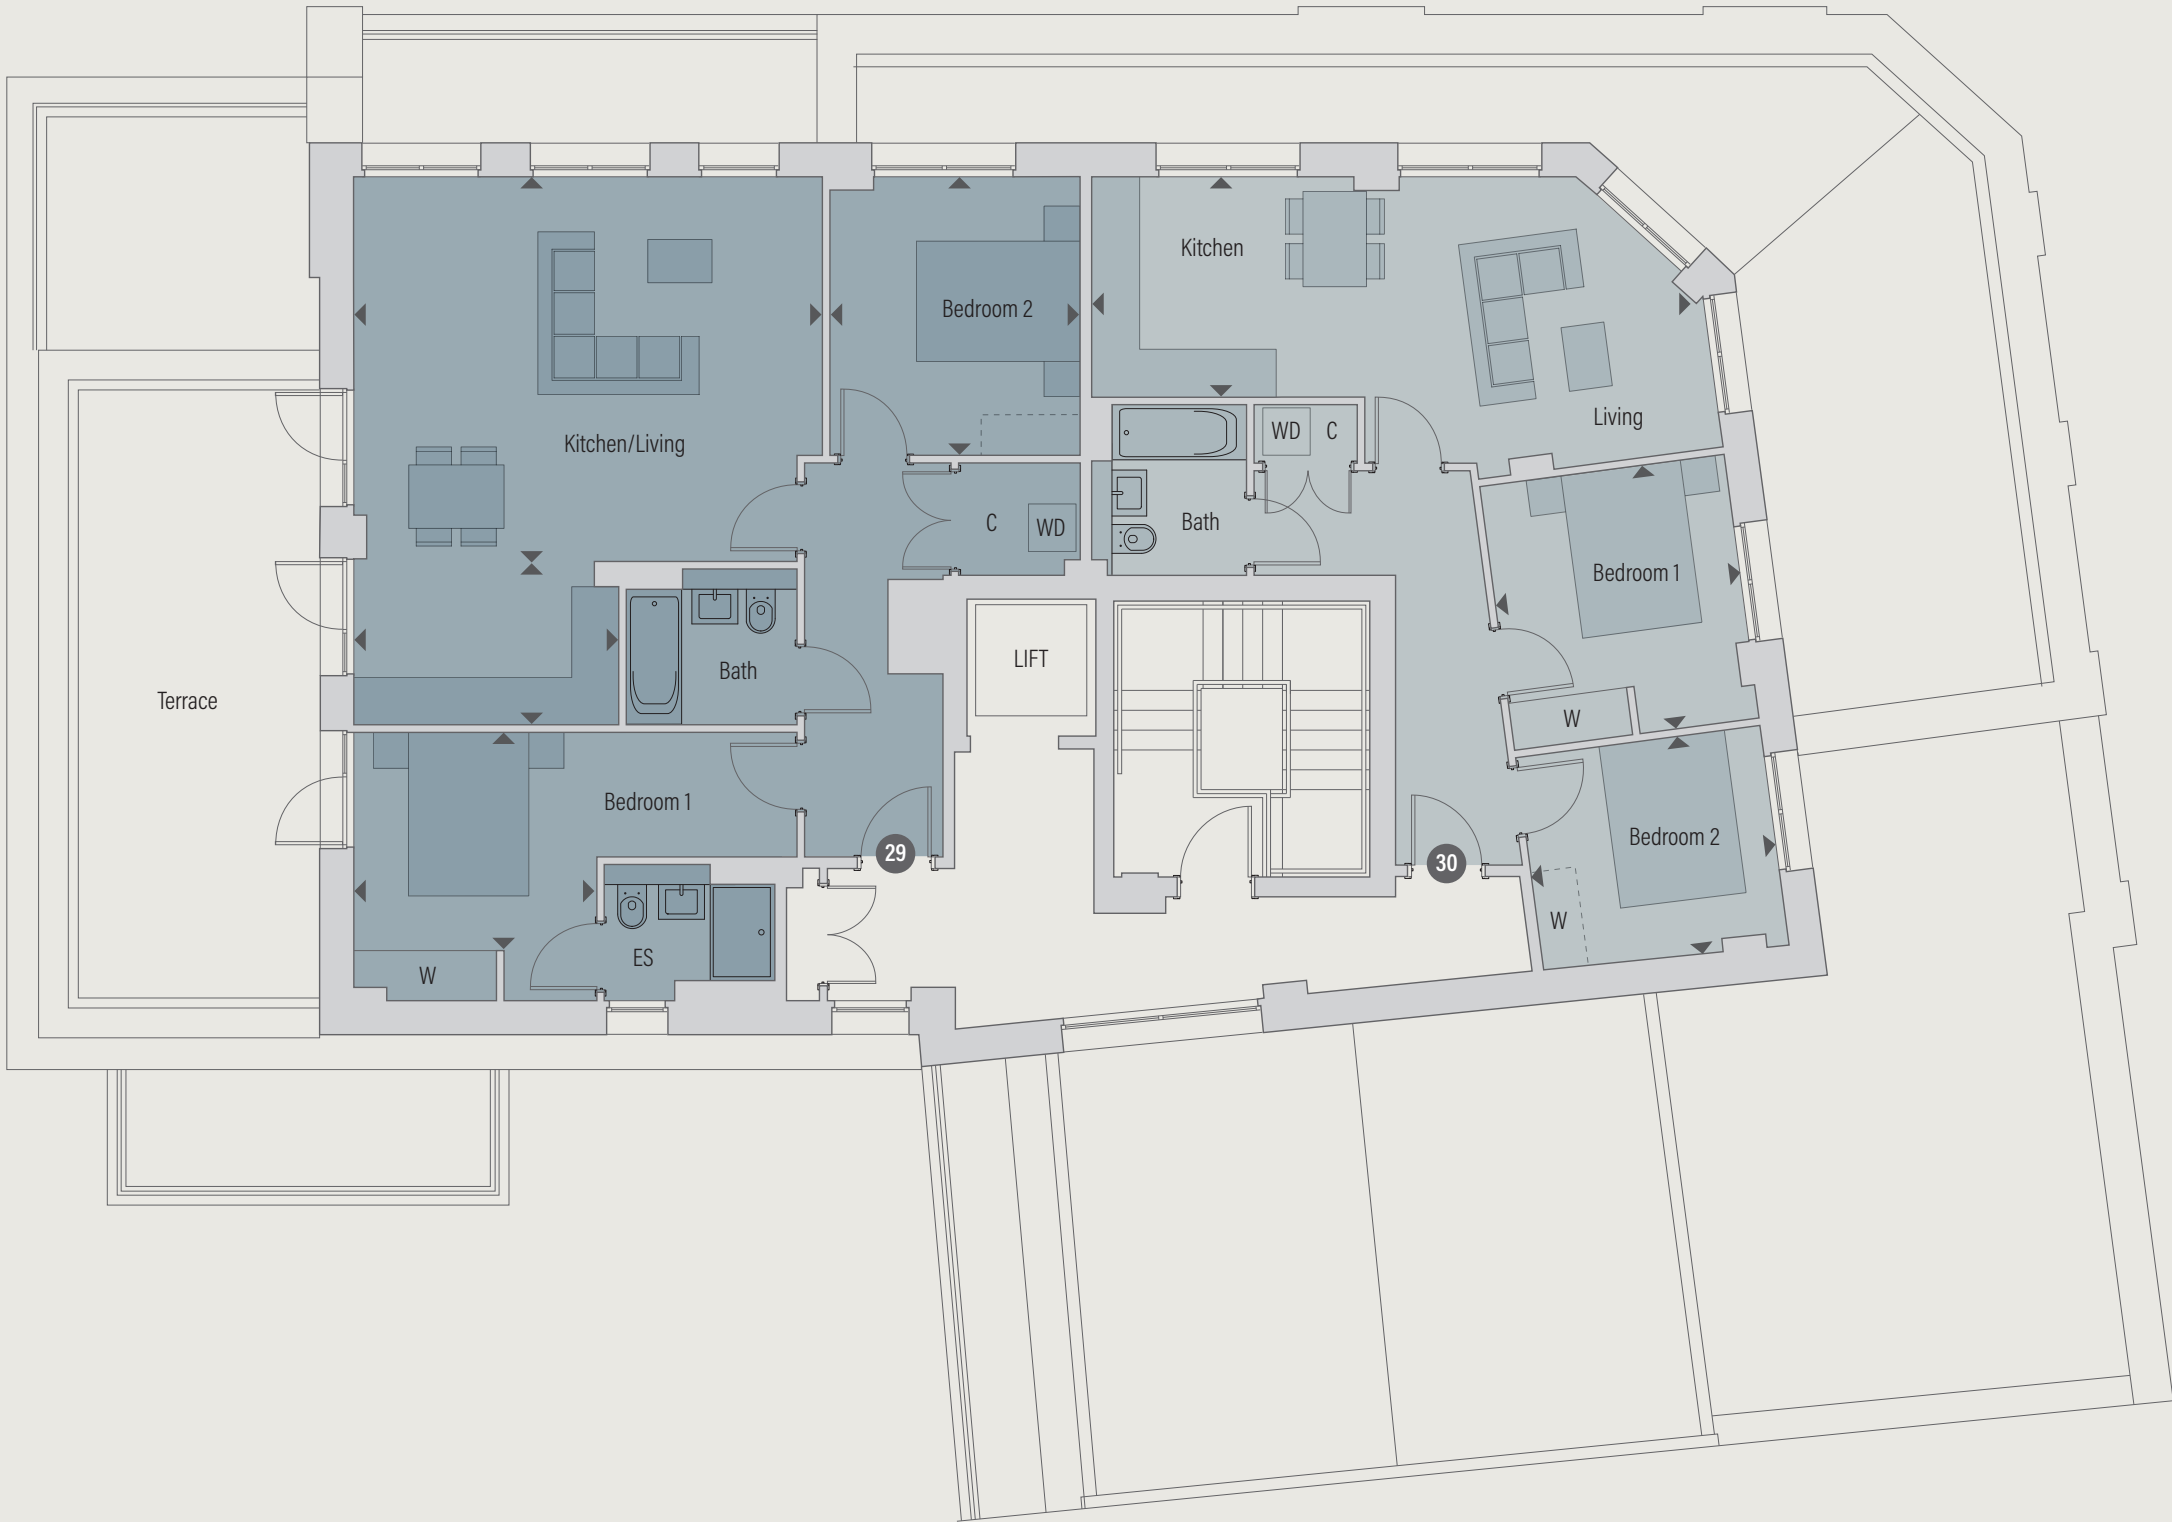 Kitchen
Bedroom 2
Living
WD
C
Kitchen/Living
C
WD
Bath
Bedroom 1
LIFT
Bath
Terrace
W
Bedroom 1
Bedroom 2
29
30
W
ES
W